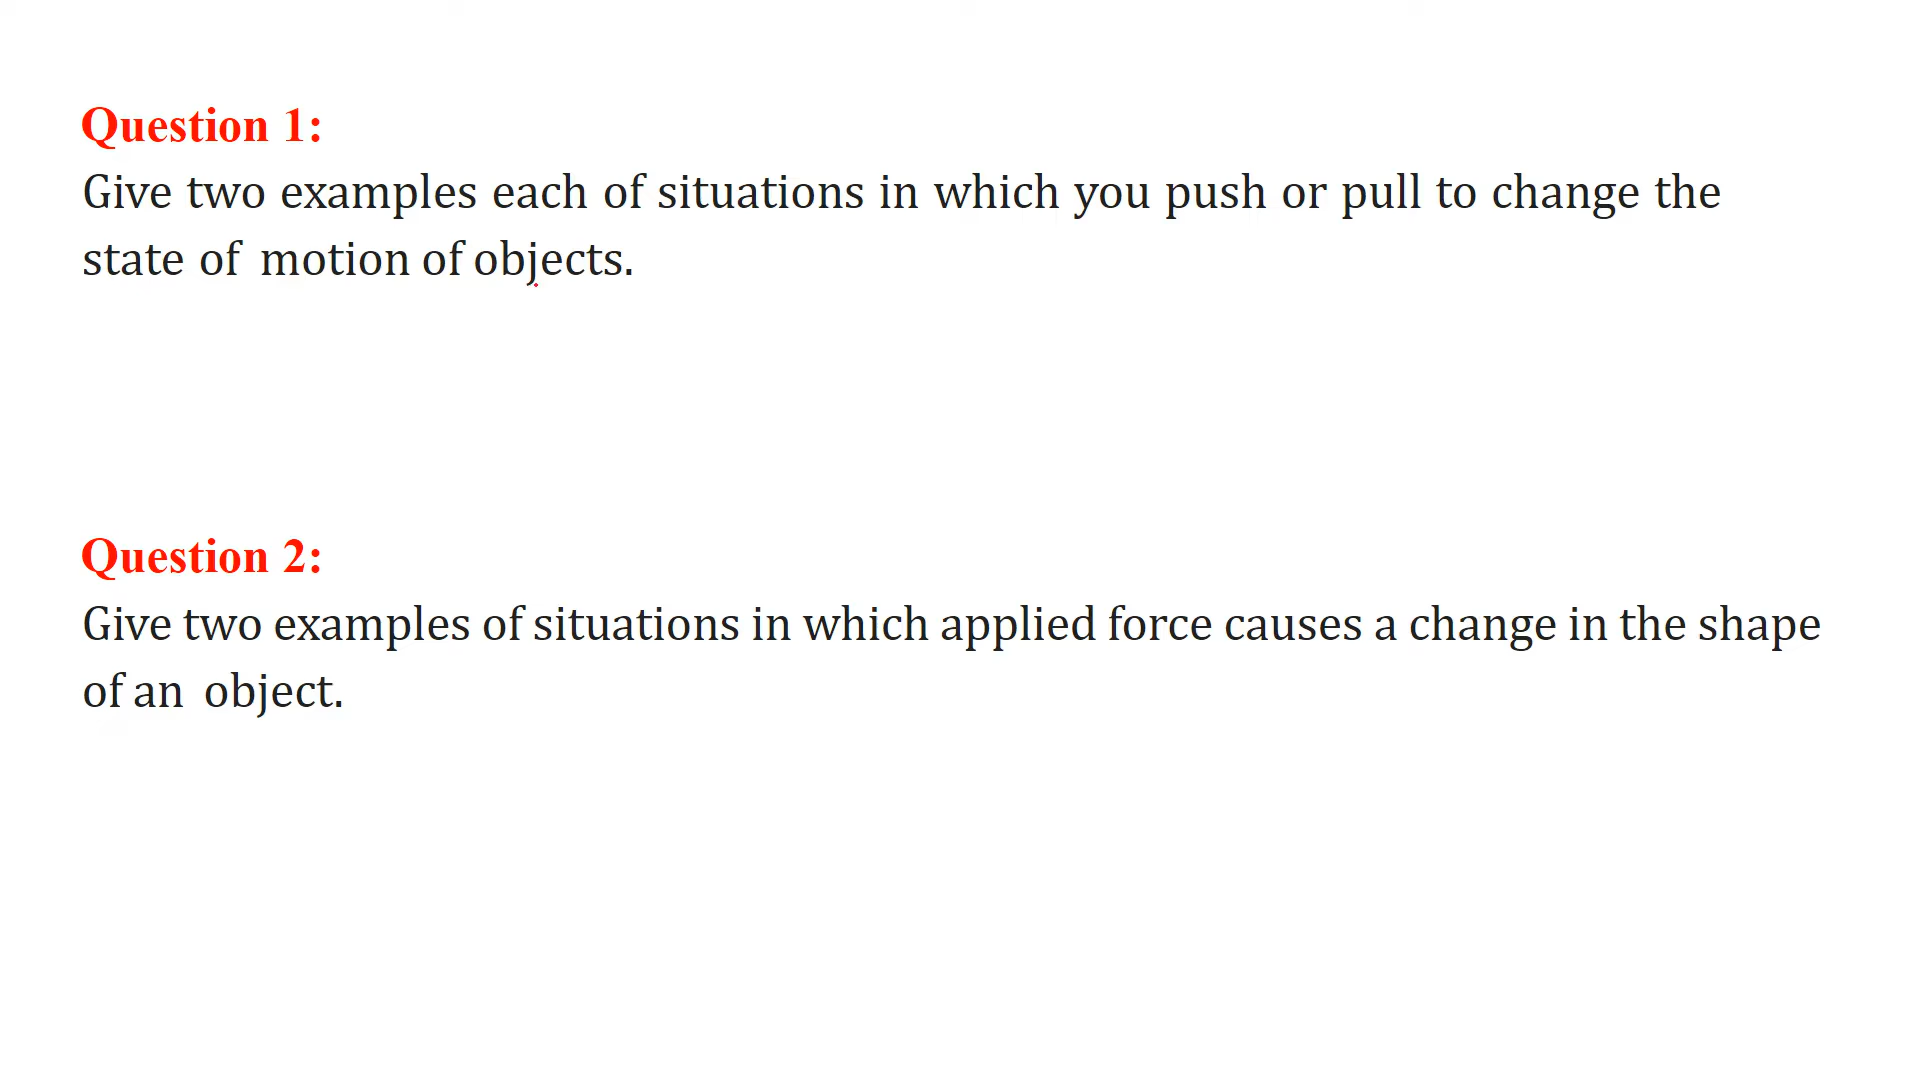 Question 1:
Give two examples each of situations in which you push or pull to change the
state of motion of objects.
Question 2:
Give two examples of situations in which applied force causes a change in the shape
of an object.